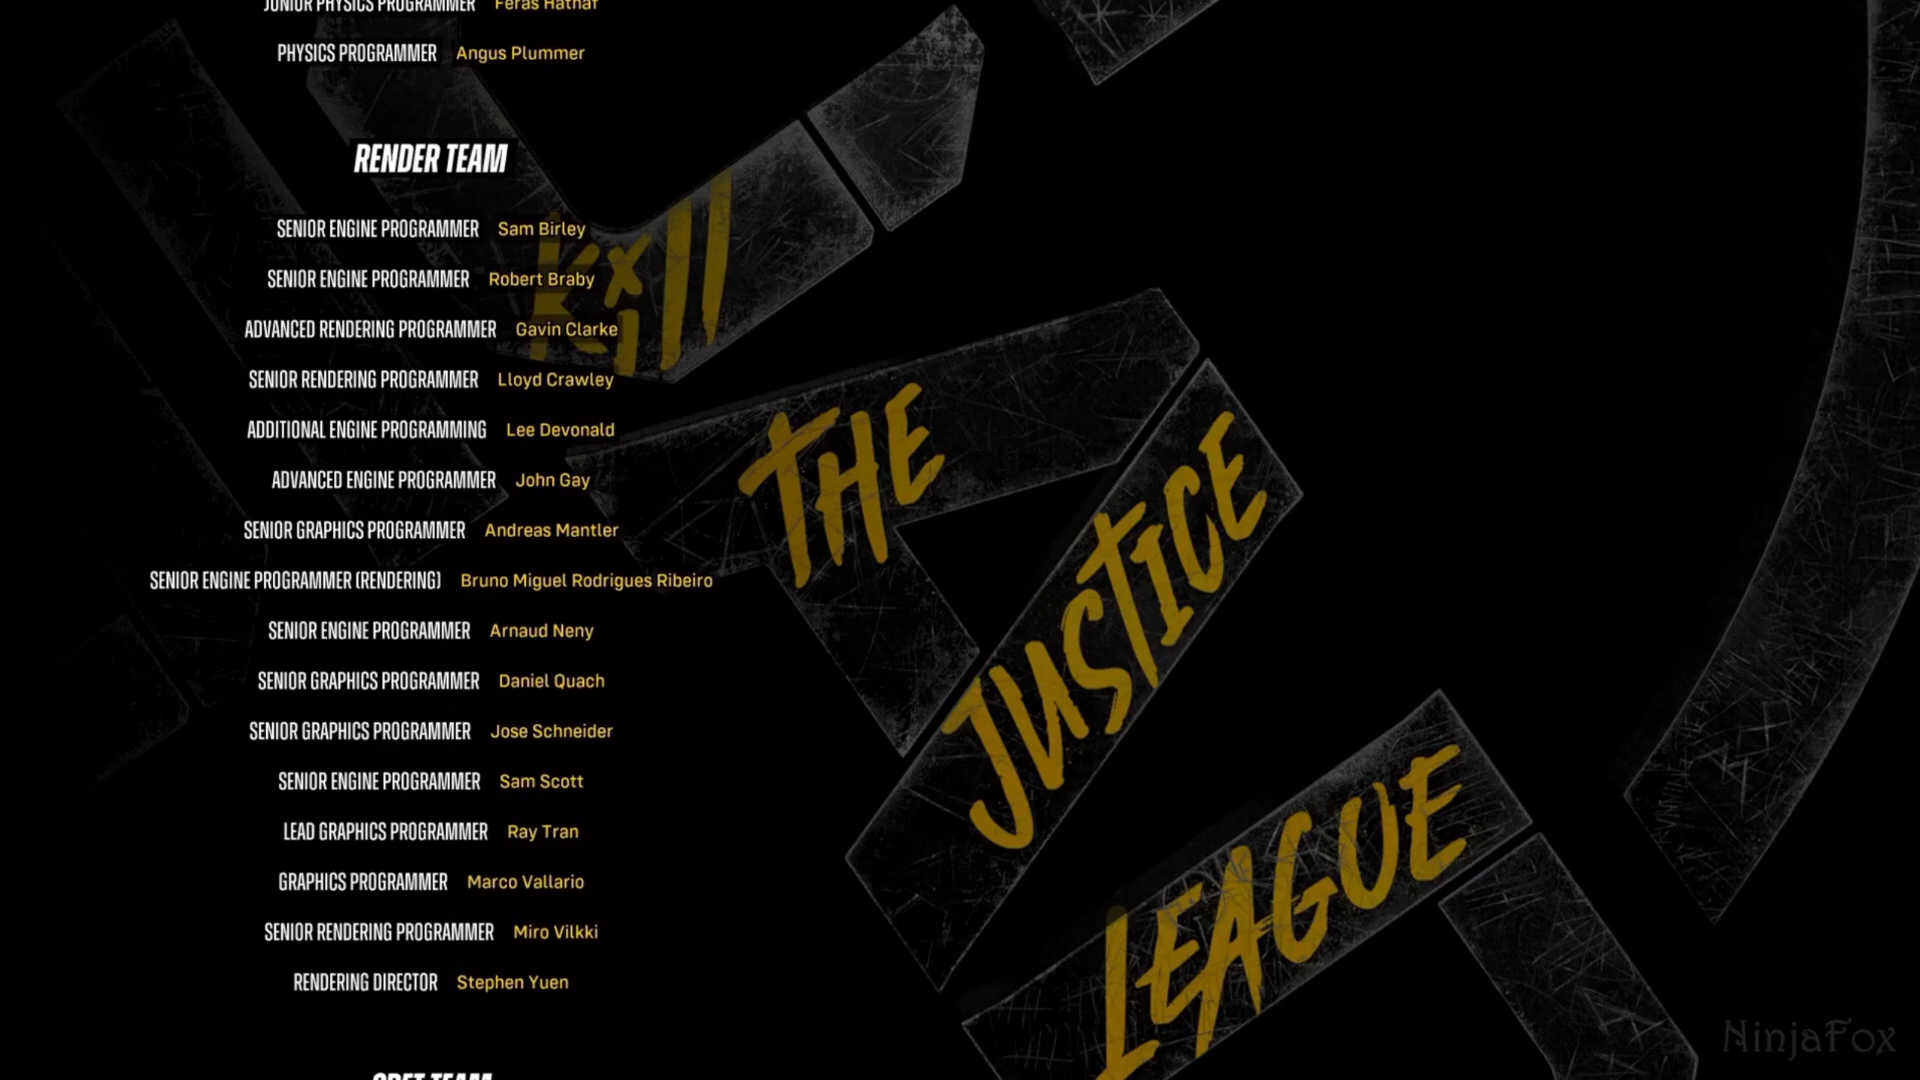 JUNIOR PHYSICS PROGRAMMER Feras
PHYSICS PROGRAMMER Angus Plummer
RENDER TEAM
SENIOR ENGINE PROGRAMMER Sam Birley
SENIOR ENGINE PROGRAMMER Robert Braby
ADVANCED RENDERING PROGRAMMER Gavin Clarke
SENIOR RENDERING PROGRAMMER Lloyd Crawley
ADDITIONAL ENGINE PROGRAMMING Lee Devonald
ADVANCED ENGINE PROGRAMMER John Gay
SENIOR GRAPHICS PROGRAMMER Andreas Mantler
SENIOR ENGINE PROGRAMMER (RENDERING) Bruno Miguel Rodrigues Ribeiro
SENIOR ENGINE PROGRAMMER Arnaud Neny
SENIOR GRAPHICS PROGRAMMER Daniel Quach
SENIOR GRAPHICS PROGRAMMER Jose Schneider
SENIOR ENGINE PROGRAMMER Sam Scott
LEAD GRAPHICS PROGRAMMER Ray Tran
GRAPHICS PROGRAMMER Marco Vallario
SENIOR RENDERING PROGRAMMER Miro Vilkki
RENDERING DIRECTOR Stephen Yuen
Kill
THE
JUSTICE
LEAGUE
NinjaFox